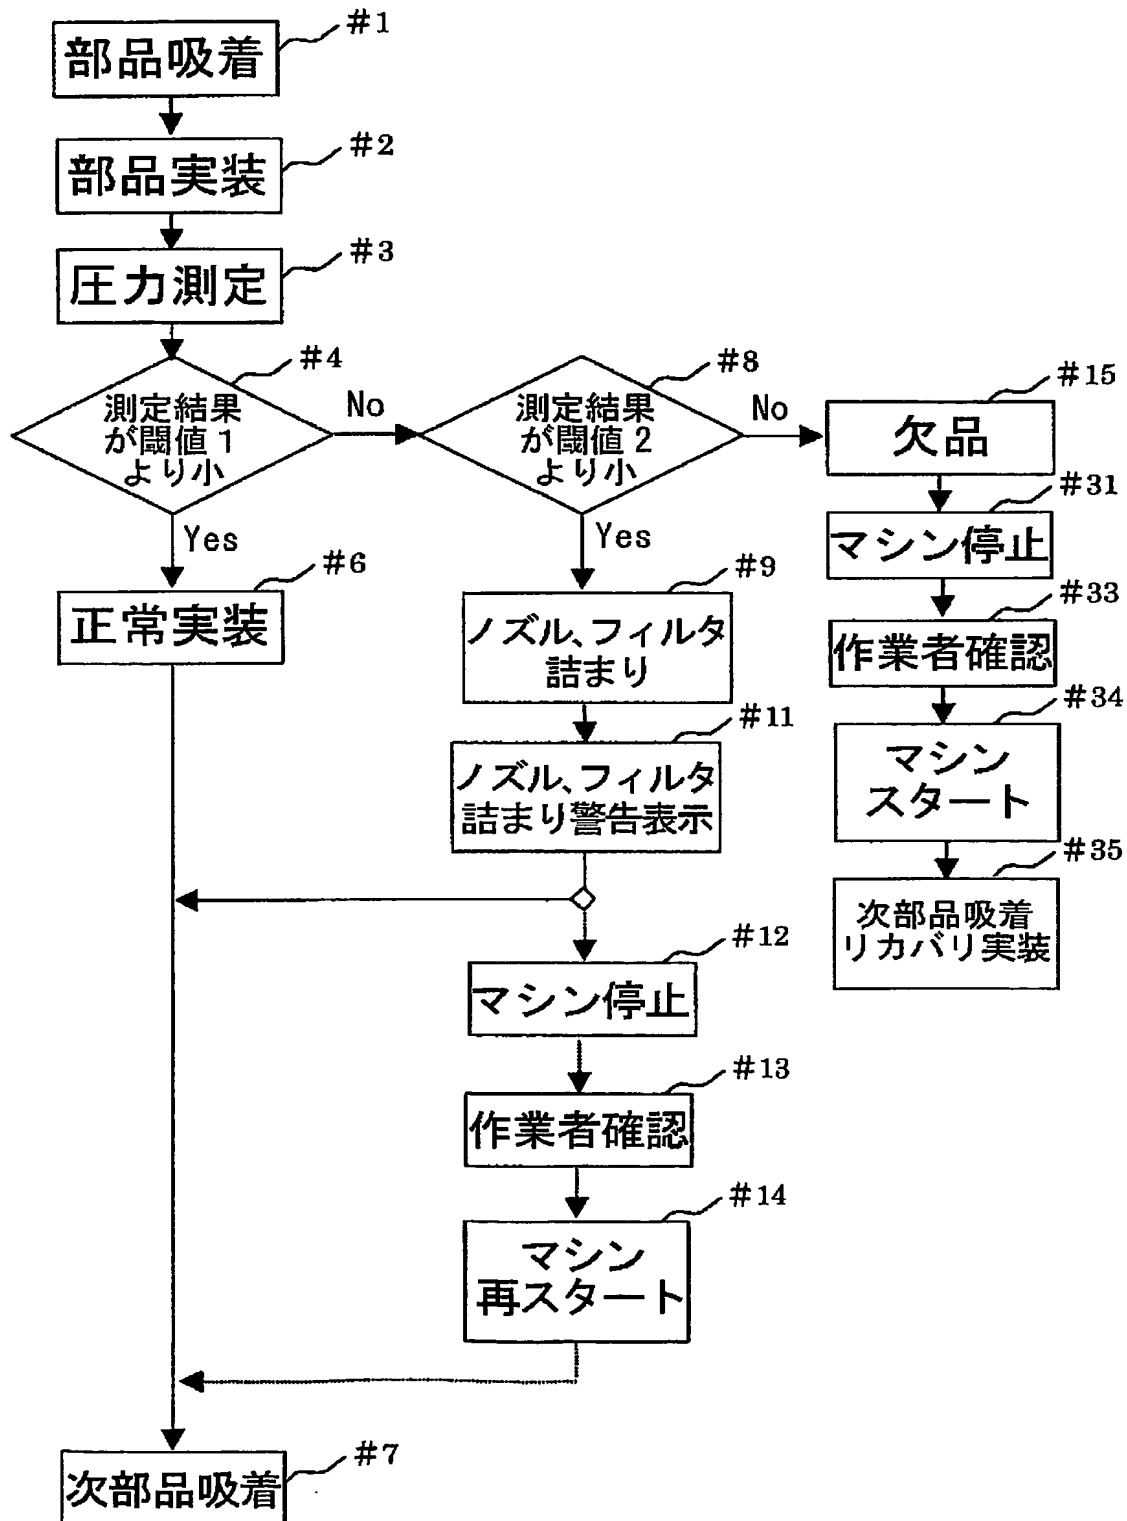 #1
部品吸着
#2
部品実装
#3
圧力測定
#4
測定結果
が閾値1
より小
No
Yes
#6
正常実装
#8
測定結果
が閾値2
より小
No
Yes
#9
ノズル、フィルタ
詰まり
#11
ノズル、フィルタ
詰まり警告表示
#12
マシン停止
#13
作業者確認
#14
マシン
再スタート
#15
欠品
#31
マシン停止
#33
作業者確認
#34
マシン
スタート
#35
次部品吸着
リカバリ実装
#7
次部品吸着